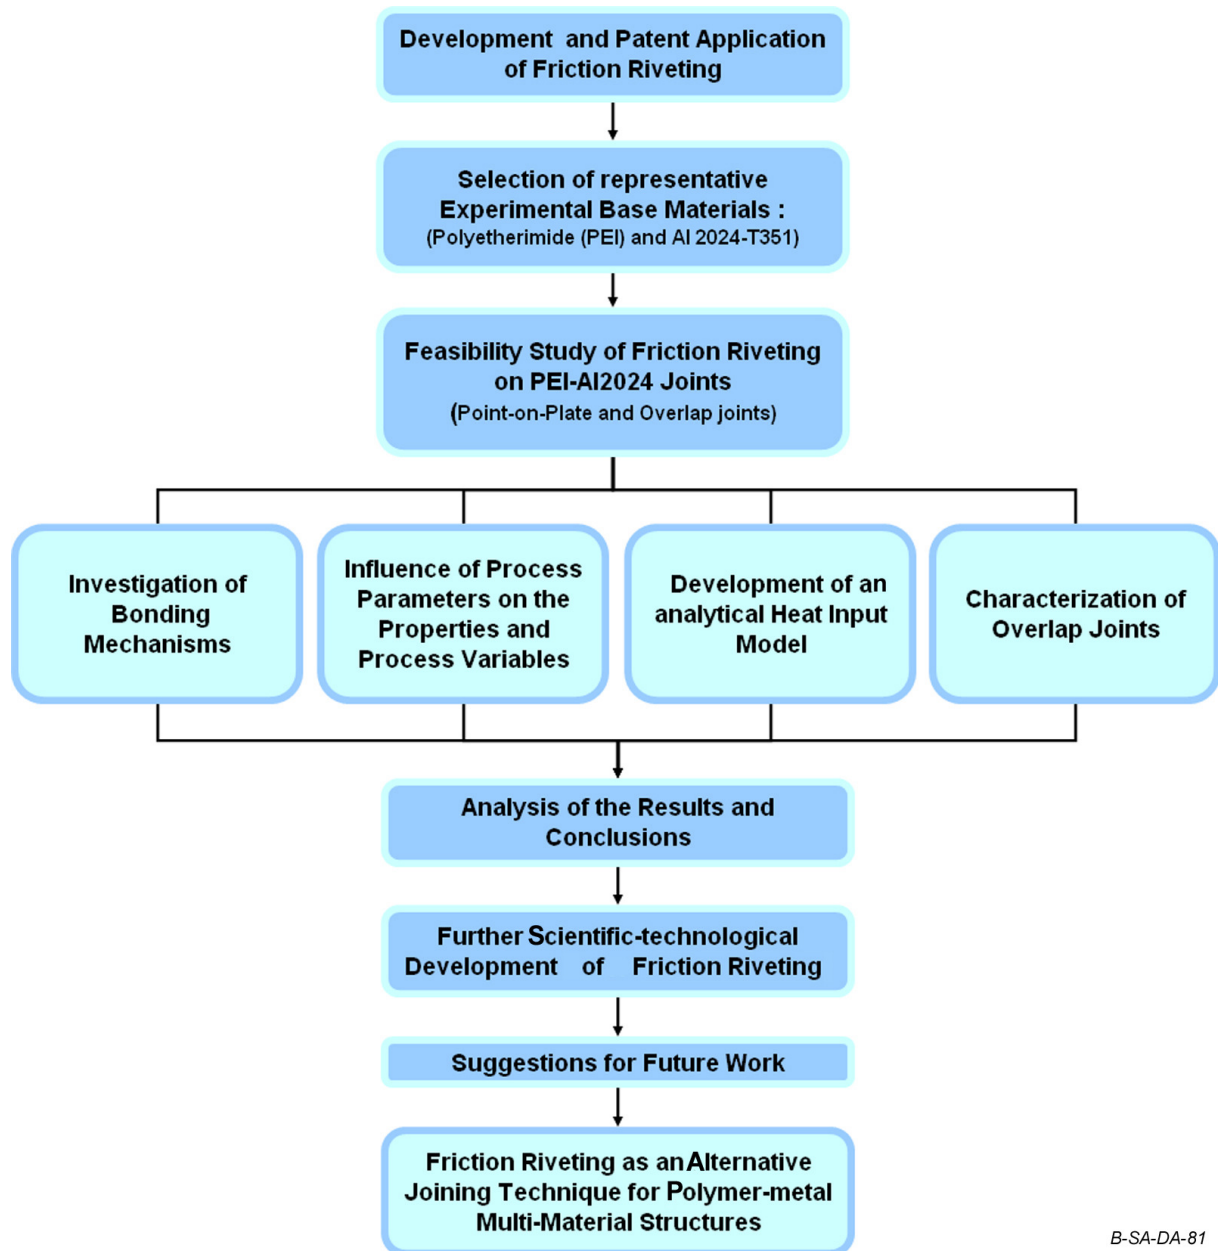 Development and Patent Application
of Friction Riveting
Selection of representative
Experimental Base Materials :
(Polyetherimide (PEI) and Al 2024-T351)
Feasibility Study of Friction Riveting
on PEI-Al2024 Joints
(Point-on-Plate and Overlap joints)
Investigation of
Bonding
Mechanisms
Influence of Process
Parameters on the
Properties and
Process Variables
Development of an
analytical Heat Input
Model
Characterization of
Overlap Joints
Analysis of the Results and
Conclusions
Further Scientific-technological
Development of Friction Riveting
Suggestions for Future Work
Friction Riveting as an Alternative
Joining Technique for Polymer-metal
Multi-Material Structures
B-SA-DA-81